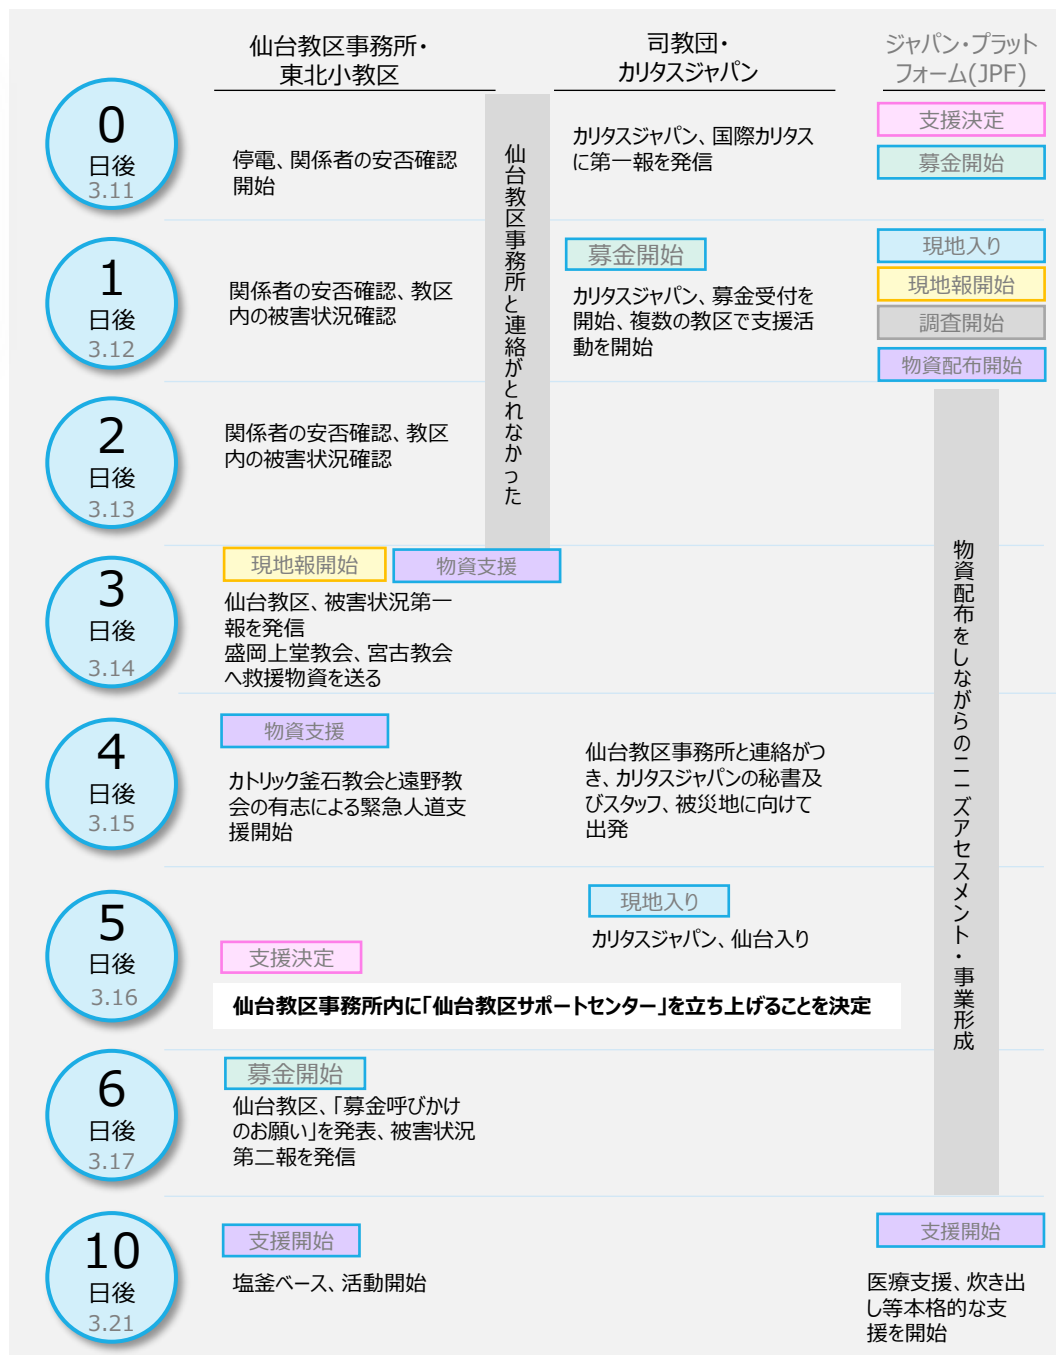 仙台教区事務所・
東北小教区
司教団・
カリタスジャパン
ジャパン・プラット
フォーム(JPF)
0
日後
3.11
停電、関係者の安否確認
開始
カリタスジャパン、国際カリタス
に第一報を発信
支援決定
募金開始
仙台教区事務所と連絡がとれなかった
1
日後
3.12
関係者の安否確認、教区
内の被害状況確認
募金開始
カリタスジャパン、募金受付を
開始、複数の教区で支援活
動を開始
現地入り
現地報開始
調査開始
物資配布開始
2
日後
3.13
関係者の安否確認、教区
内の被害状況確認
物資配布をしながらのニーズアセスメント・事業形成
3
日後
3.14
現地報開始
物資支援
仙台教区、被害状況第一
報を発信
盛岡上堂教会、宮古教会
へ救援物資を送る
4
日後
3.15
物資支援
カトリック釜石教会と遠野教
会の有志による緊急人道支
援開始
仙台教区事務所と連絡がつ
き、カリタスジャパンの秘書及
びスタッフ、被災地に向けて
出発
5
日後
3.16
現地入り
カリタスジャパン、仙台入り
支援決定
仙台教区事務所内に「仙台教区サポートセンター」を立ち上げることを決定
6
日後
3.17
募金開始
仙台教区、「募金呼びかけ
のお願い」を発表、被害状況
第二報を発信
10
日後
3.21
支援開始
塩釜ベース、活動開始
支援開始
医療支援、炊き出
し等本格的な支
援を開始